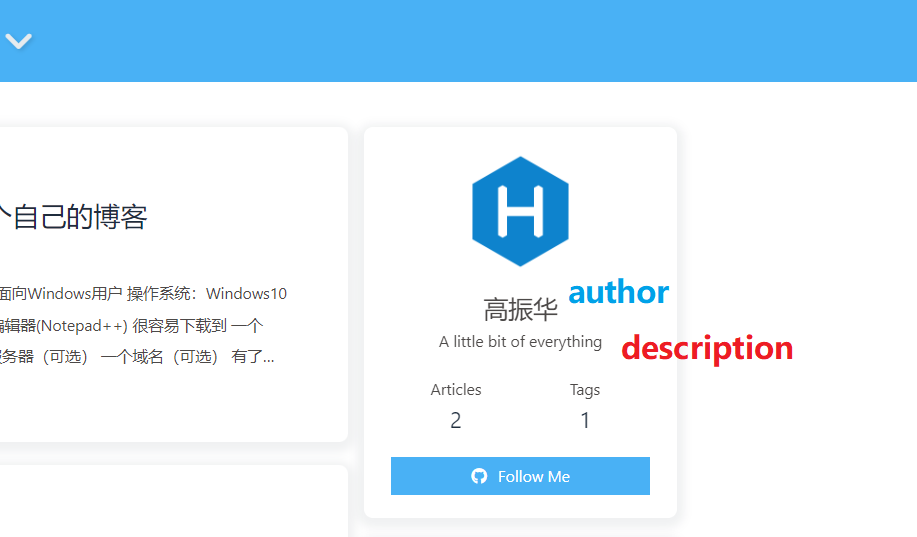 个自己的博客
面向Windows用户 操作系统：Windows10
编辑器(Notepad++) 很容易下载到 一个
服务器（可选） 一个域名（可选） 有了...
H
高振华
author
A little bit of everything
description
Articles
Tags
2
1
Follow Me